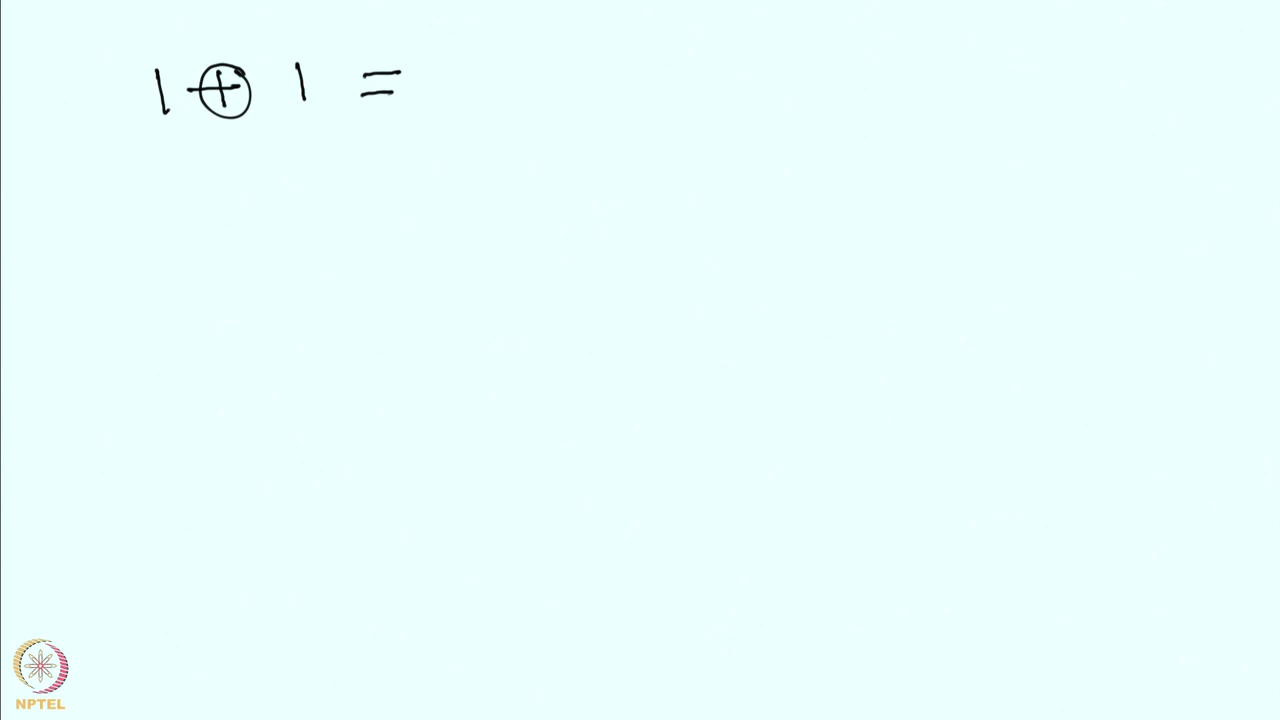 1 ⊕ 1 =
NPTEL